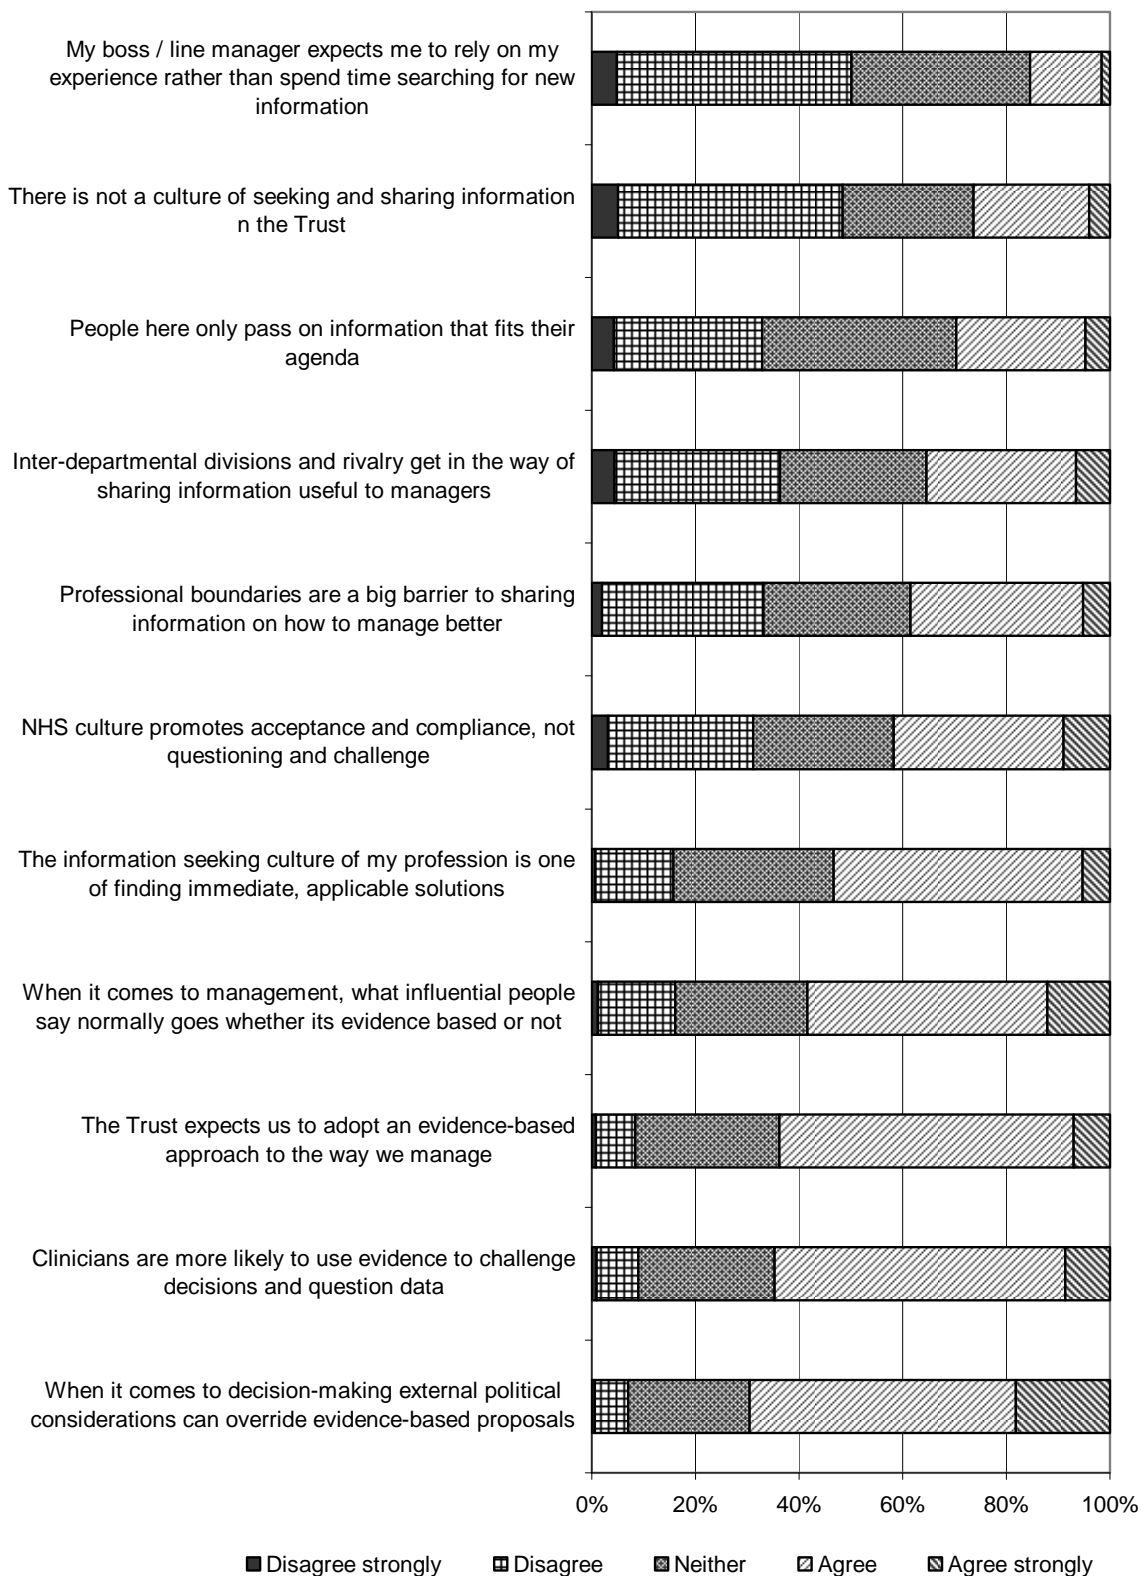 My boss / line manager expects me to rely on my
experience rather than spend time searching for new
information
There is not a culture of seeking and sharing information
n the Trust
People here only pass on information that fits their
agenda
Inter-departmental divisions and rivalry get in the way of
sharing information useful to managers
Professional boundaries are a big barrier to sharing
information on how to manage better
NHS culture promotes acceptance and compliance, not
questioning and challenge
The information seeking culture of my profession is one
of finding immediate, applicable solutions
When it comes to management, what influential people
say normally goes whether its evidence based or not
The Trust expects us to adopt an evidence-based
approach to the way we manage
Clinicians are more likely to use evidence to challenge
decisions and question data
When it comes to decision-making external political
considerations can override evidence-based proposals
0% 20% 40% 60% 80% 100%
Disagree strongly Disagree Neither Agree Agree strongly